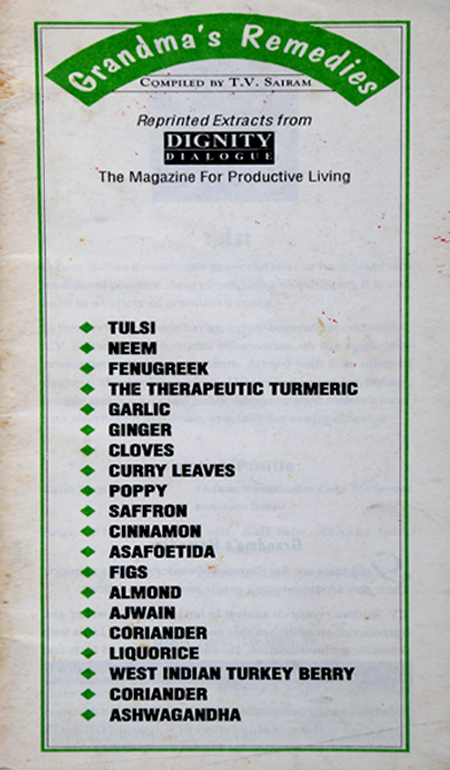 Grandma's Remedies
COMPILED BY T.V. SAIRAM
Reprinted Extracts from
DIGNITY
DIALOGUE
The Magazine For Productive Living
TULSI
NEEM
FENUGREEK
THE THERAPEUTIC TURMERIC
GARLIC
GINGER
CLOVES
CURRY LEAVES
POPPY
SAFFRON
CINNAMON
ASAFOETIDA
FIGS
ALMOND
AJWAIN
CORIANDER
LIQUORICE
WEST INDIAN TURKEY BERRY
CORIANDER
ASHWAGANDHA